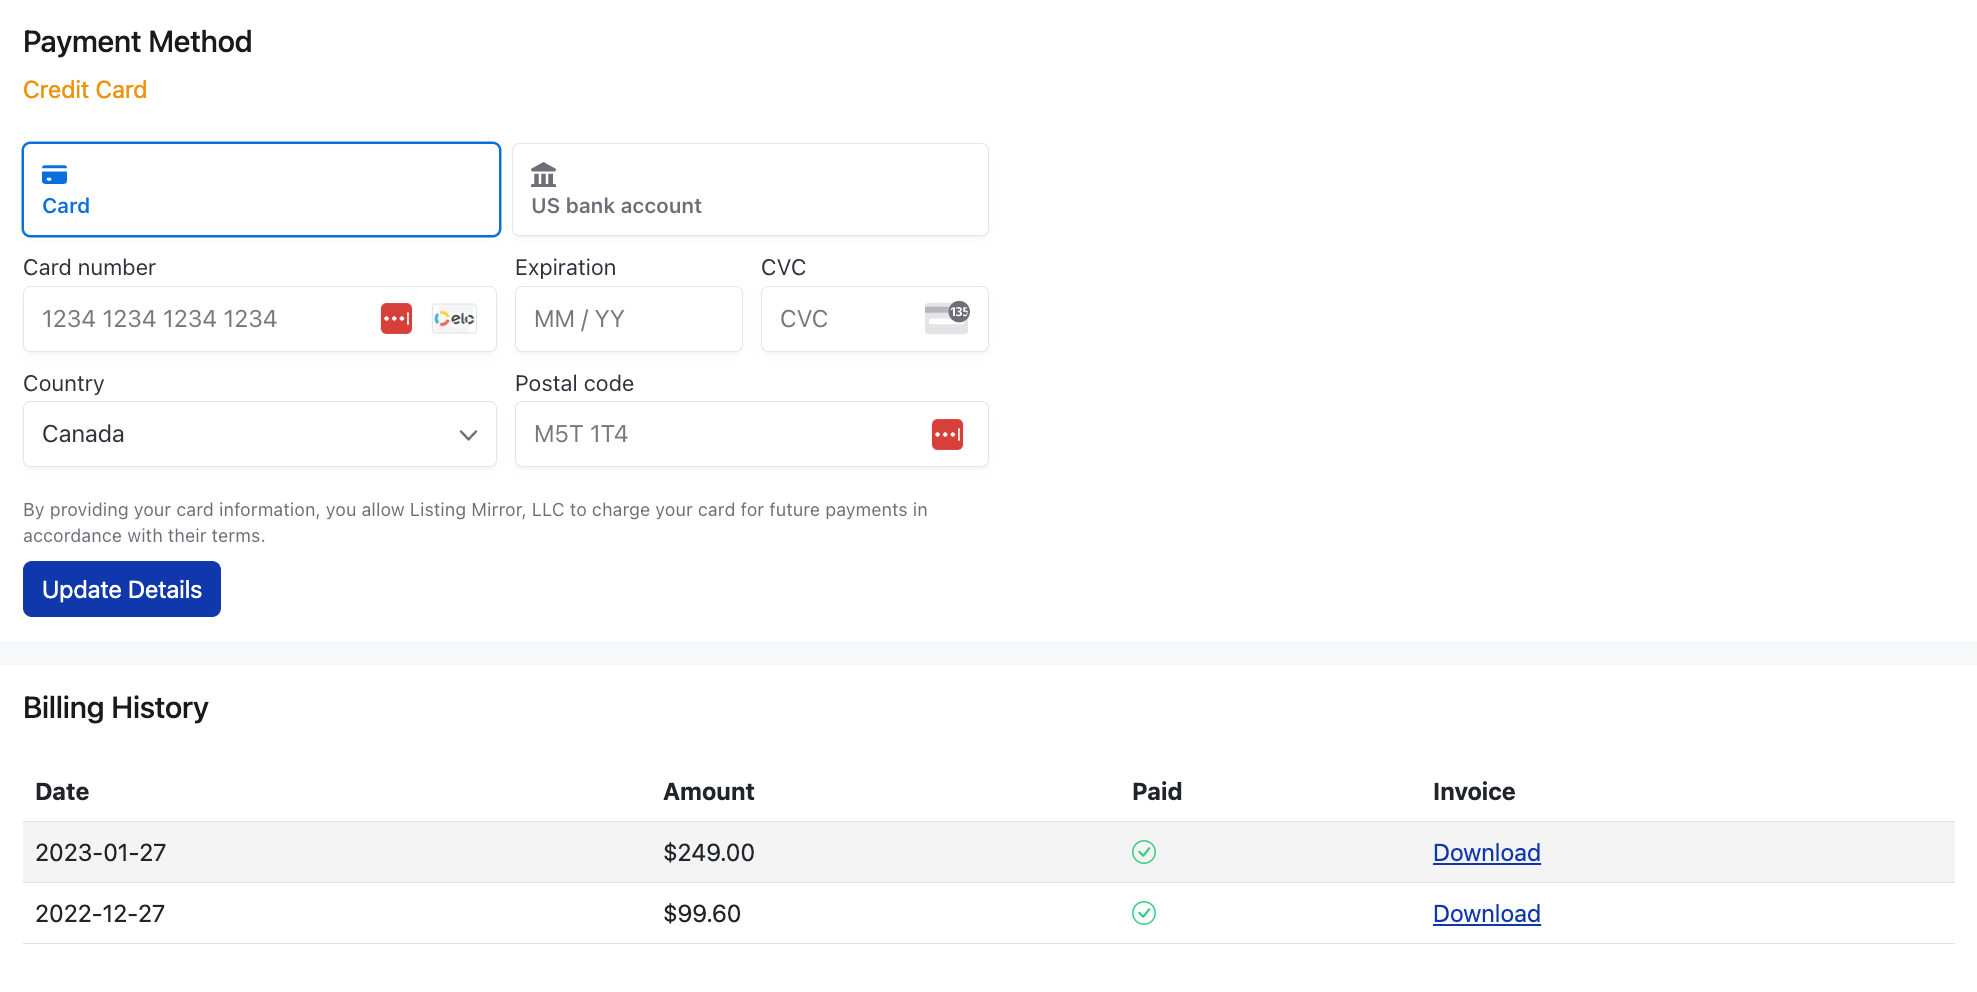 Payment Method
Credit Card
Card
US bank account
Card number
Expiration
CVC
1234 1234 1234 1234
elo
MM / YY
CVC
135
Country
Postal code
Canada
M5T 1T4
By providing your card information, you allow Listing Mirror, LLC to charge your card for future payments in
accordance with their terms.
Update Details
Billing History
Date Amount Paid Invoice
2023-01-27 $249.00 Download
2022-12-27 $99.60 Download